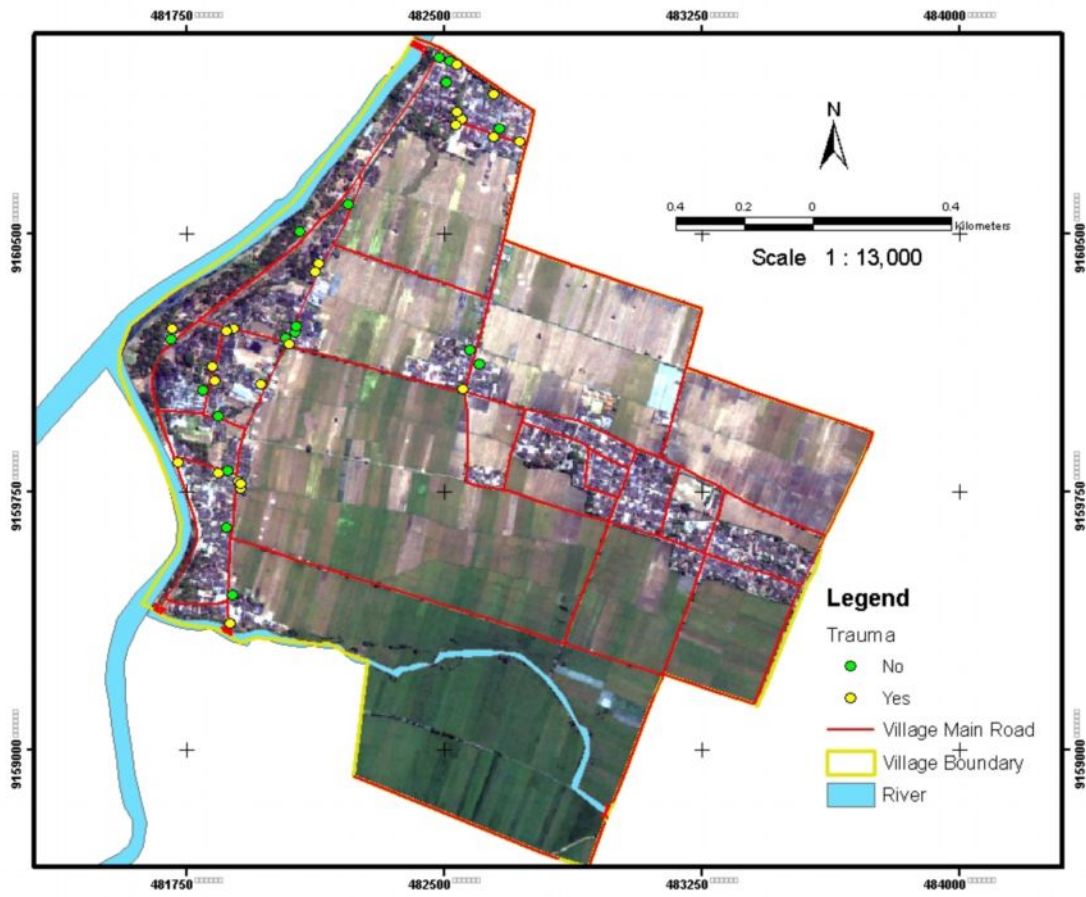 481750 482500 483250 484000
N
0.4 0.2 0 0.4
Kilometers
Scale 1 : 13,000
9160500 9160500
9159750 9159750
Legend
Trauma
No
Yes
Village Main Road
Village Boundary
River
9159000 9159000
481750 482500 483250 484000